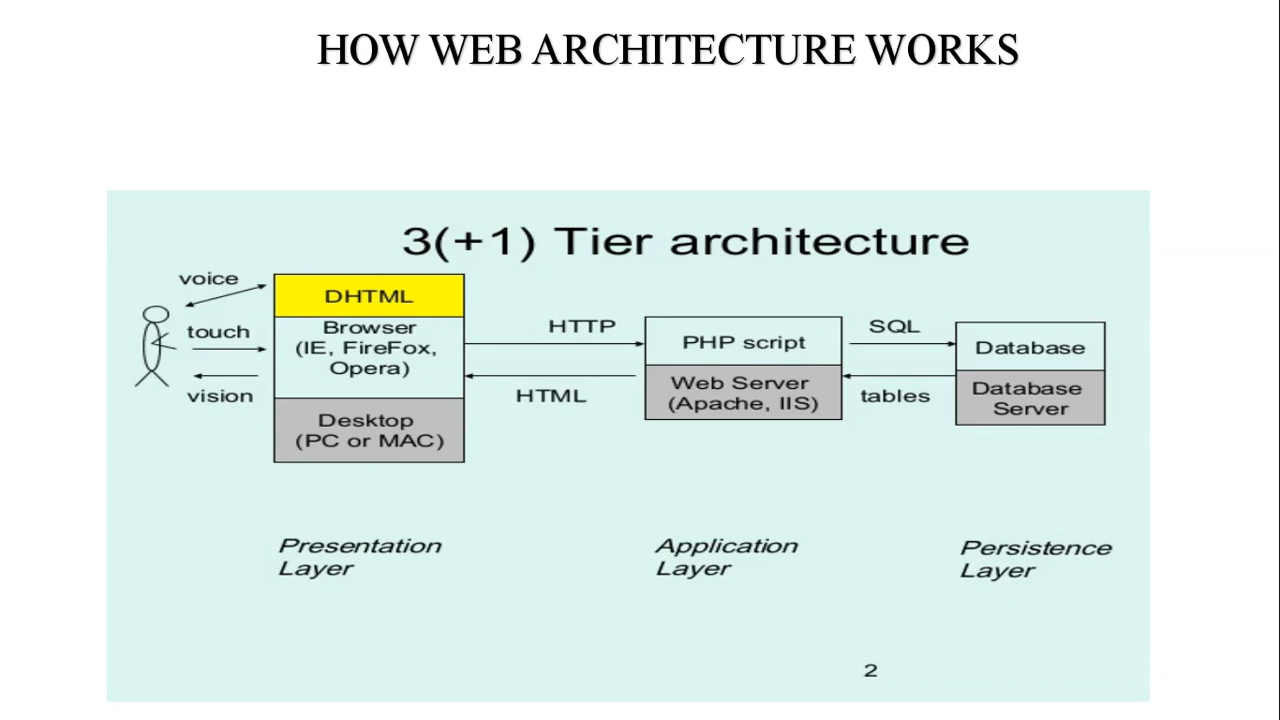 HOW WEB ARCHITECTURE WORKS
3(+1) Tier architecture
voice
touch
vision
DHTML
Browser
(IE, FireFox,
Opera)
Desktop
(PC or MAC)
HTTP
HTML
PHP script
Web Server
(Apache, IIS)
SQL
tables
Database
Database
Server
Presentation
Layer
Application
Layer
Persistence
Layer
2